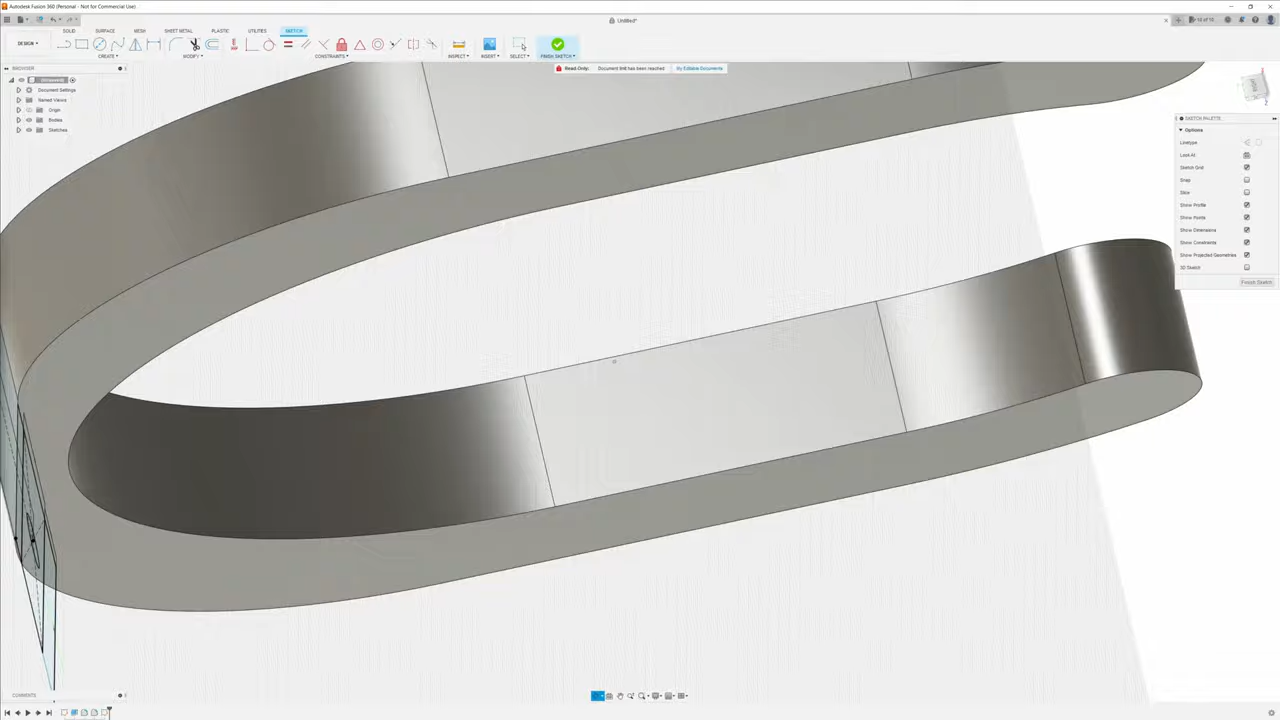 Autodesk Fusion 360 (Personal - Not for Commercial Use)
Untitled*
SOLID SURFACE MESH SHEET METAL PLASTIC UTILITIES SKETCH
DESIGN
CREATE MODIFY CONSTRAINTS INSPECT INSERT SELECT FINISH SKETCH
BROWSER
Read-Only: Document limit has been reached My Editable Documents
(Unsaved)
Document Settings
Named Views
Origin
Bodies
Sketches
SKETCH PALETTE
Options
Linetype
Look At
Sketch Grid
Snap
Slice
Show Profile
Show Points
Show Dimensions
Show Constraints
Show Projected Geometries
3D Sketch
Finish Sketch
COMMENTS